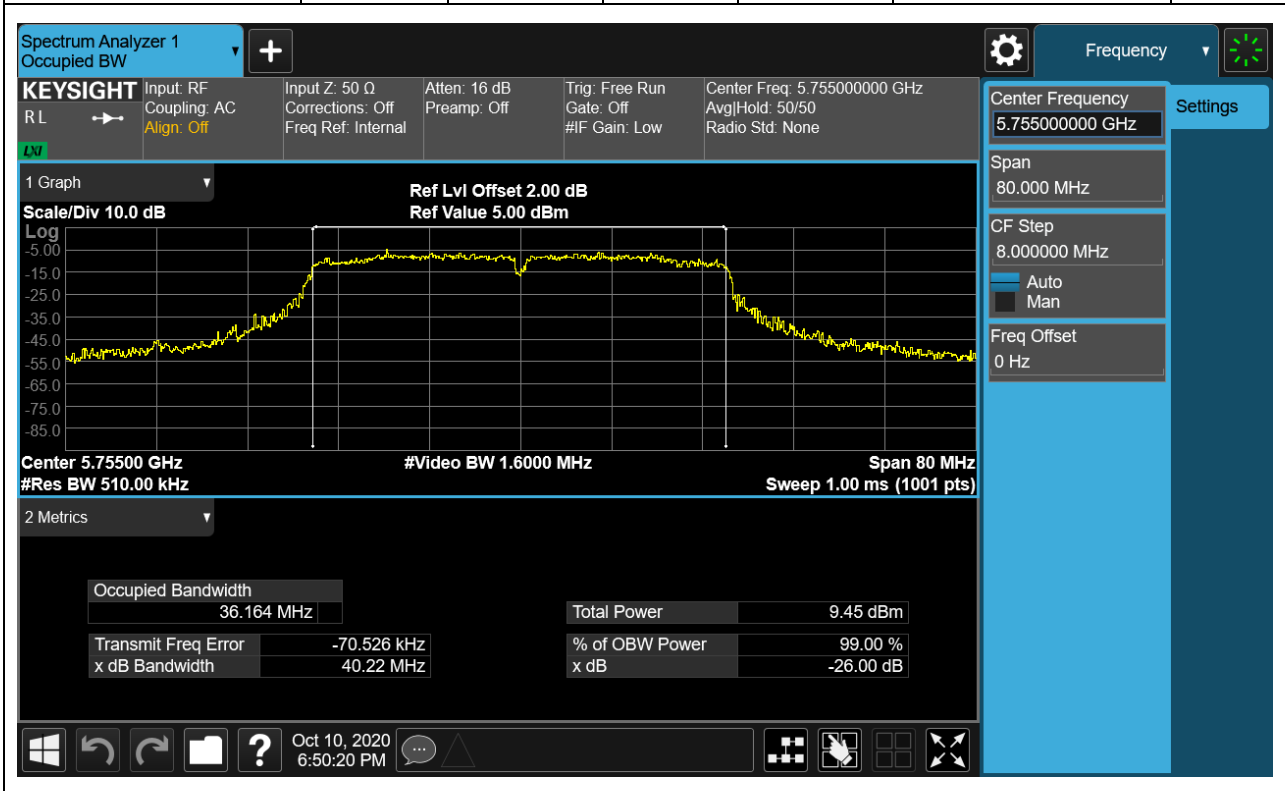 Spectrum Analyzer 1
Occupied BW
Frequency
KEYSIGHT
R L
LXI
Input: RF
Coupling: AC
Align: Off
Input Z: 50 Ω
Corrections: Off
Freq Ref: Internal
Atten: 16 dB
Preamp: Off
Trig: Free Run
Gate: Off
#IF Gain: Low
Center Freq: 5.755000000 GHz
Avg|Hold: 50/50
Radio Std: None
Center Frequency
5.755000000 GHz
Settings
Span
80.000 MHz
CF Step
8.000000 MHz
Auto
Man
Freq Offset
0 Hz
1 Graph
Ref Lvl Offset 2.00 dB
Scale/Div 10.0 dB
Ref Value 5.00 dBm
Log
-5.00
-15.0
-25.0
-35.0
-45.0
-55.0
-65.0
-75.0
-85.0
Center 5.75500 GHz
#Video BW 1.6000 MHz
Span 80 MHz
#Res BW 510.00 kHz
Sweep 1.00 ms (1001 pts)
2 Metrics
Occupied Bandwidth
36.164 MHz
Total Power 9.45 dBm
Transmit Freq Error -70.526 kHz
% of OBW Power 99.00 %
x dB Bandwidth 40.22 MHz
x dB -26.00 dB
?
Oct 10, 2020
6:50:20 PM